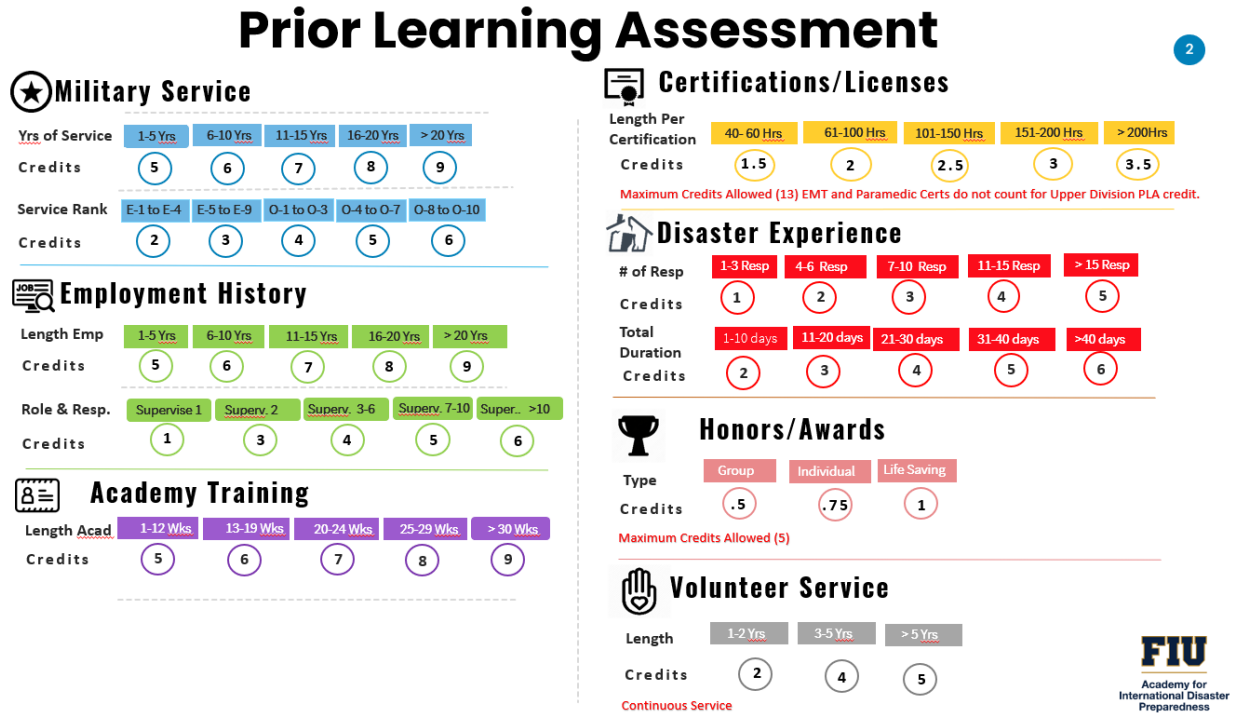 Prior Learning Assessment
2
Military Service
Yrs of Service 1-5 Yrs 6-10 Yrs 11-15 Yrs 16-20 Yrs > 20 Yrs
Credits 5 6 7 8 9
Service Rank E-1 to E-4 E-5 to E-9 O-1 to O-3 O-4 to O-7 O-8 to O-10
Credits 2 3 4 5 6
JOB
Employment History
Length Emp 1-5 Yrs 6-10 Yrs 11-15 Yrs 16-20 Yrs > 20 Yrs
Credits 5 6 7 8 9
Role & Resp. Supervise 1 Superv. 2 Superv. 3-6 Superv. 7-10 Super.. >10
Credits 1 3 4 5 6
Academy Training
Length Acad 1-12 Wks 13-19 Wks 20-24 Wks 25-29 Wks > 30 Wks
Credits 5 6 7 8 9
Certifications/Licenses
Length Per
Certification 40- 60 Hrs 61-100 Hrs 101-150 Hrs 151-200 Hrs > 200Hrs
Credits 1.5 2 2.5 3 3.5
Maximum Credits Allowed (13) EMT and Paramedic Certs do not count for Upper Division PLA credit.
Disaster Experience
# of Resp 1-3 Resp 4-6 Resp 7-10 Resp 11-15 Resp > 15 Resp
Credits 1 2 3 4 5
Total
Duration 1-10 days 11-20 days 21-30 days 31-40 days >40 days
Credits 2 3 4 5 6
Honors/Awards
Type Group Individual Life Saving
Credits .5 .75 1
Maximum Credits Allowed (5)
Volunteer Service
Length 1-2 Yrs 3-5 Yrs > 5 Yrs
Credits 2 4 5
Continuous Service
FIU
Academy for
International Disaster
Preparedness